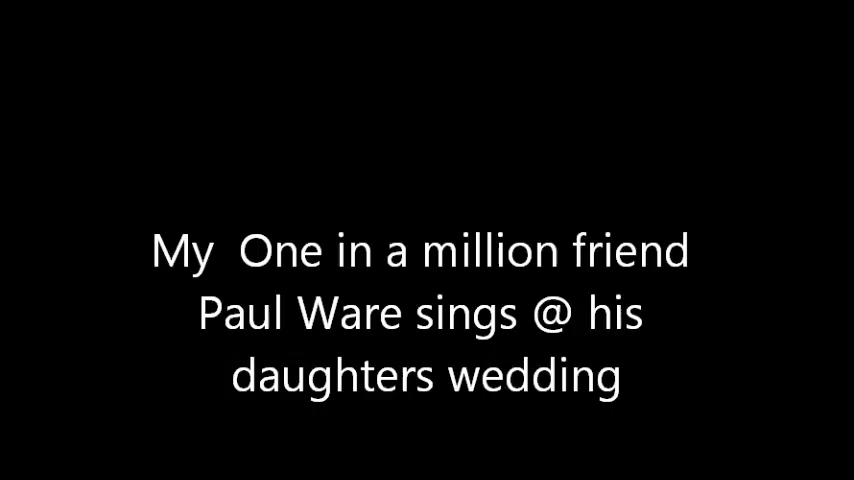 My  One in a million friend
Paul Ware sings @ his
daughters wedding